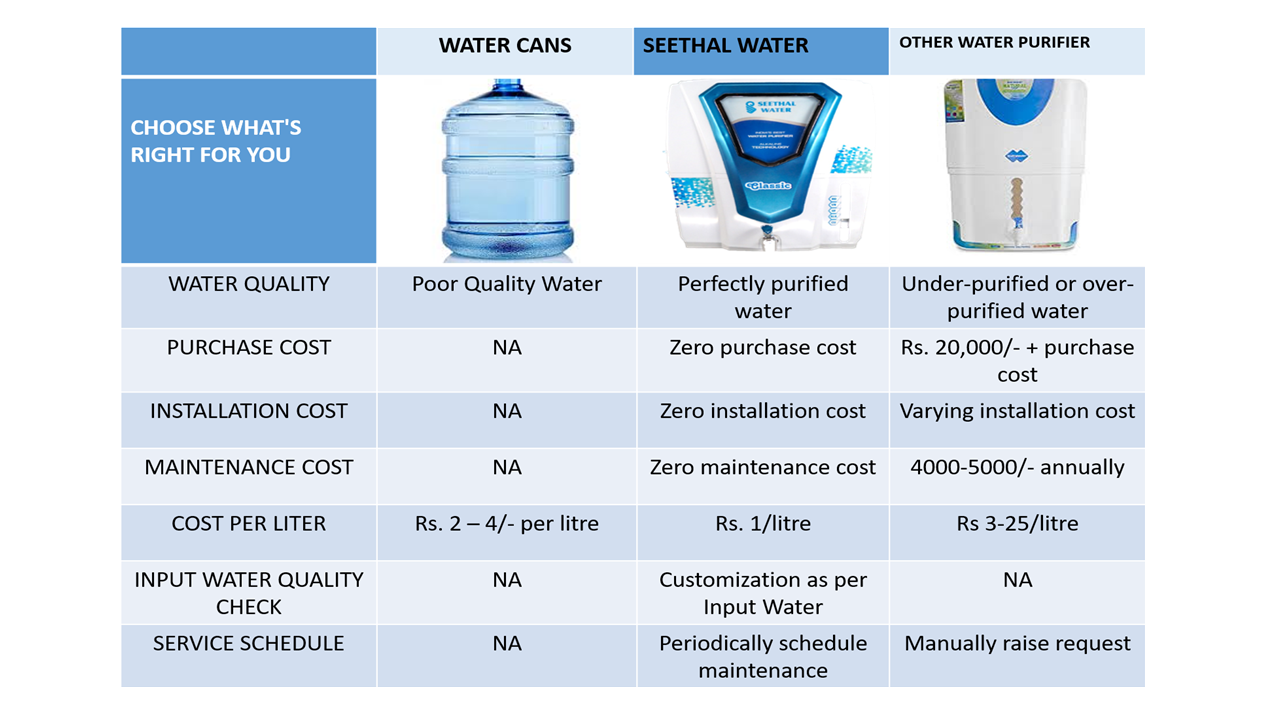 WATER CANS
SEETHAL WATER
OTHER WATER PURIFIER
CHOOSE WHAT'S
RIGHT FOR YOU
SEETHAL
WATER
WATER PURIFIER
ALKALINE
TECHNOLOGY
Classic
WATER QUALITY
Poor Quality Water
Perfectly purified
water
Under-purified or over-
purified water
PURCHASE COST
NA
Zero purchase cost
Rs. 20,000/- + purchase
cost
INSTALLATION COST
NA
Zero installation cost
Varying installation cost
MAINTENANCE COST
NA
Zero maintenance cost
4000-5000/- annually
COST PER LITER
Rs. 2 – 4/- per litre
Rs. 1/litre
Rs 3-25/litre
INPUT WATER QUALITY
CHECK
NA
Customization as per
Input Water
NA
SERVICE SCHEDULE
NA
Periodically schedule
maintenance
Manually raise request